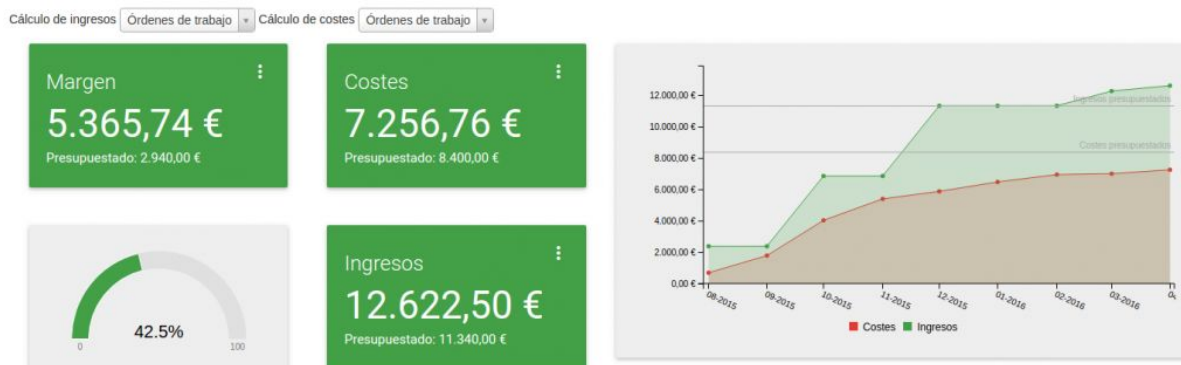 Cálculo de ingresos Órdenes de trabajo Cálculo de costes Órdenes de trabajo
Margen
5.365,74 €
Presupuestado: 2.940,00 €
Costes
7.256,76 €
Presupuestado: 8.400,00 €
42.5%
0
100
Ingresos
12.622,50 €
Presupuestado: 11.340,00 €
12.000,00 €
Ingresos presupuestados
10.000,00 €
Costes presupuestados
8.000,00 €
6.000,00 €
4.000,00 €
2.000,00 €
0,00 €
08-2015
09-2015
10-2015
11-2015
12-2015
01-2016
02-2016
03-2016
Costes Ingresos